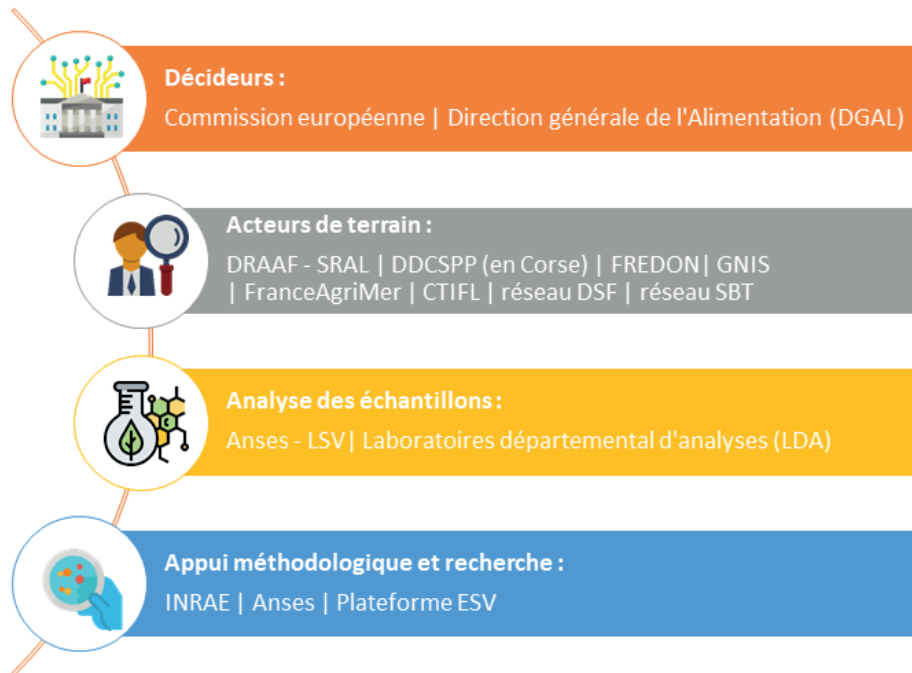 Décideurs :
Commission européenne | Direction générale de l'Alimentation (DGAL)
Acteurs de terrain :
DRAAF - SRAL | DDCSPP (en Corse) | FREDON| GNIS
| FranceAgriMer | CTIFL | réseau DSF | réseau SBT
Analyse des échantillons :
Anses - LSV| Laboratoires départemental d'analyses (LDA)
Appui méthodologique et recherche :
INRAE | Anses | Plateforme ESV